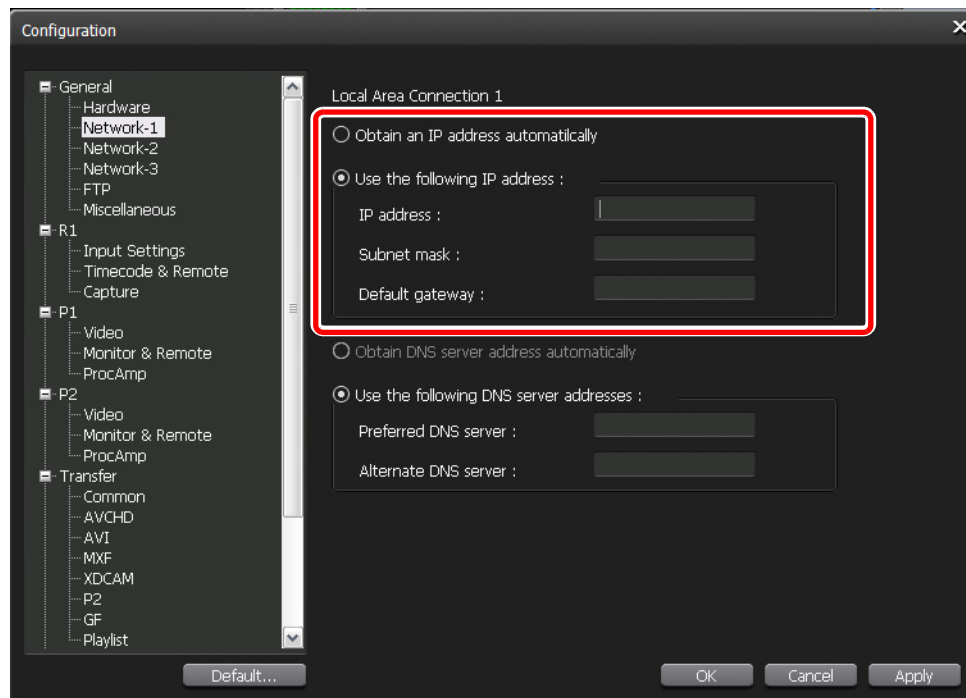 Configuration
General
Hardware
Network-1
Network-2
Network-3
FTP
Miscellaneous
R1
Input Settings
Timecode & Remote
Capture
P1
Video
Monitor & Remote
ProcAmp
P2
Video
Monitor & Remote
ProcAmp
Transfer
Common
AVCHD
AVI
MXF
XDCAM
P2
GF
Playlist
Default...
Local Area Connection 1
Obtain an IP address automatilcally
Use the following IP address :
IP address :
Subnet mask :
Default gateway :
Obtain DNS server address automatically
Use the following DNS server addresses :
Preferred DNS server :
Alternate DNS server :
OK
Cancel
Apply